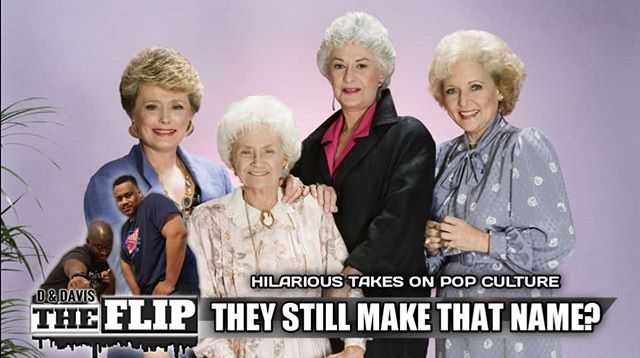 HILARIOUS TAKES ON POP CULTURE
D & DAVIS
THE FLIP
THEY STILL MAKE THAT NAME?